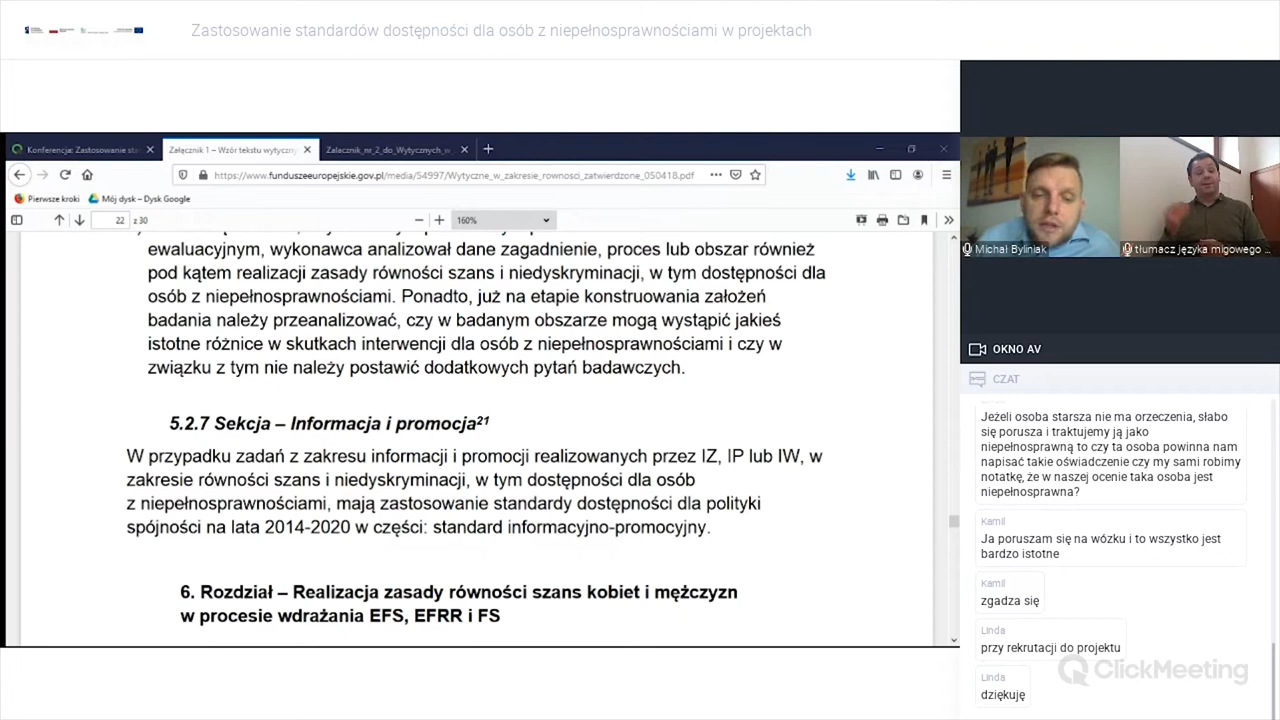 Zastosowanie standardów dostępności dla osób z niepełnosprawnościami w projektach
Konferencja: Zastosowanie sta
Załącznik 1 – Wzór tekstu wytyczny
Zalacznik_nr_2_do_Wytycznych_w
https://www.funduszeeuropejskie.gov.pl/media/54997/Wytyczne_w_zakresie_rownosci_zatwierdzone_050418.pdf
Pierwsze kroki
Mój dysk – Dysk Google
22 z 30
160%
ewaluacyjnym, wykonawca analizował dane zagadnienie, proces lub obszar również
pod kątem realizacji zasady równości szans i niedyskryminacji, w tym dostępności dla
osób z niepełnosprawnościami. Ponadto, już na etapie konstruowania założeń
badania należy przeanalizować, czy w badanym obszarze mogą wystąpić jakieś
istotne różnice w skutkach interwencji dla osób z niepełnosprawnościami i czy w
związku z tym nie należy postawić dodatkowych pytań badawczych.
5.2.7 Sekcja – Informacja i promocja21
W przypadku zadań z zakresu informacji i promocji realizowanych przez IZ, IP lub IW, w
zakresie równości szans i niedyskryminacji, w tym dostępności dla osób
z niepełnosprawnościami, mają zastosowanie standardy dostępności dla polityki
spójności na lata 2014-2020 w części: standard informacyjno-promocyjny.
6. Rozdział – Realizacja zasady równości szans kobiet i mężczyzn
w procesie wdrażania EFS, EFRR i FS
Michał Byliniak
tłumacz języka migowego ...
OKNO AV
CZAT
Jeżeli osoba starsza nie ma orzeczenia, słabo
się porusza i traktujemy ją jako
niepełnosprawną to czy ta osoba powinna nam
napisać takie oświadczenie czy my sami robimy
notatkę, że w naszej ocenie taka osoba jest
niepełnosprawna?
Kamil
Ja poruszam się na wózku i to wszystko jest
bardzo istotne
Kamil
zgadza się
Linda
przy rekrutacji do projektu
Linda
dziękuję
ClickMeeting